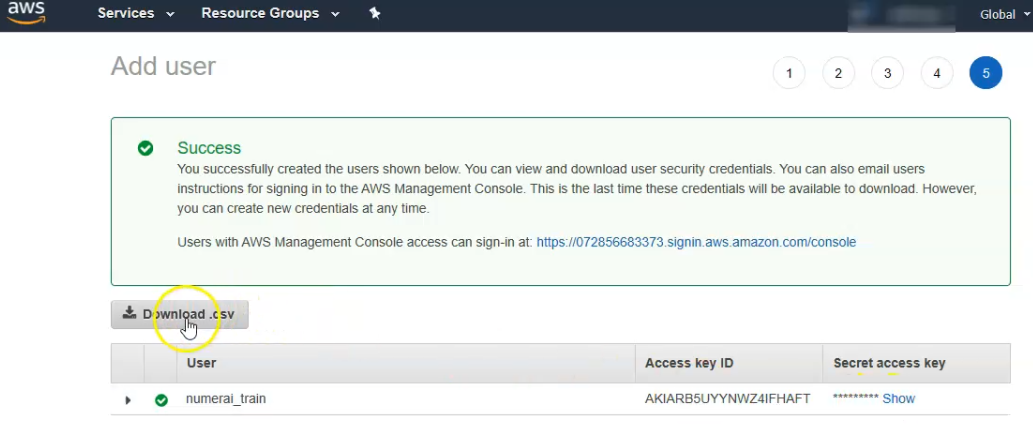 aws Services Resource Groups Global
Add user
1 2 3 4 5
Success
You successfully created the users shown below. You can view and download user security credentials. You can also email users
instructions for signing in to the AWS Management Console. This is the last time these credentials will be available to download. However,
you can create new credentials at any time.
Users with AWS Management Console access can sign-in at: https://072856683373.signin.aws.amazon.com/console
Download .csv
User Access key ID Secret access key
numerai_train AKIARB5UYYNWZ4IFHAFT ********* Show